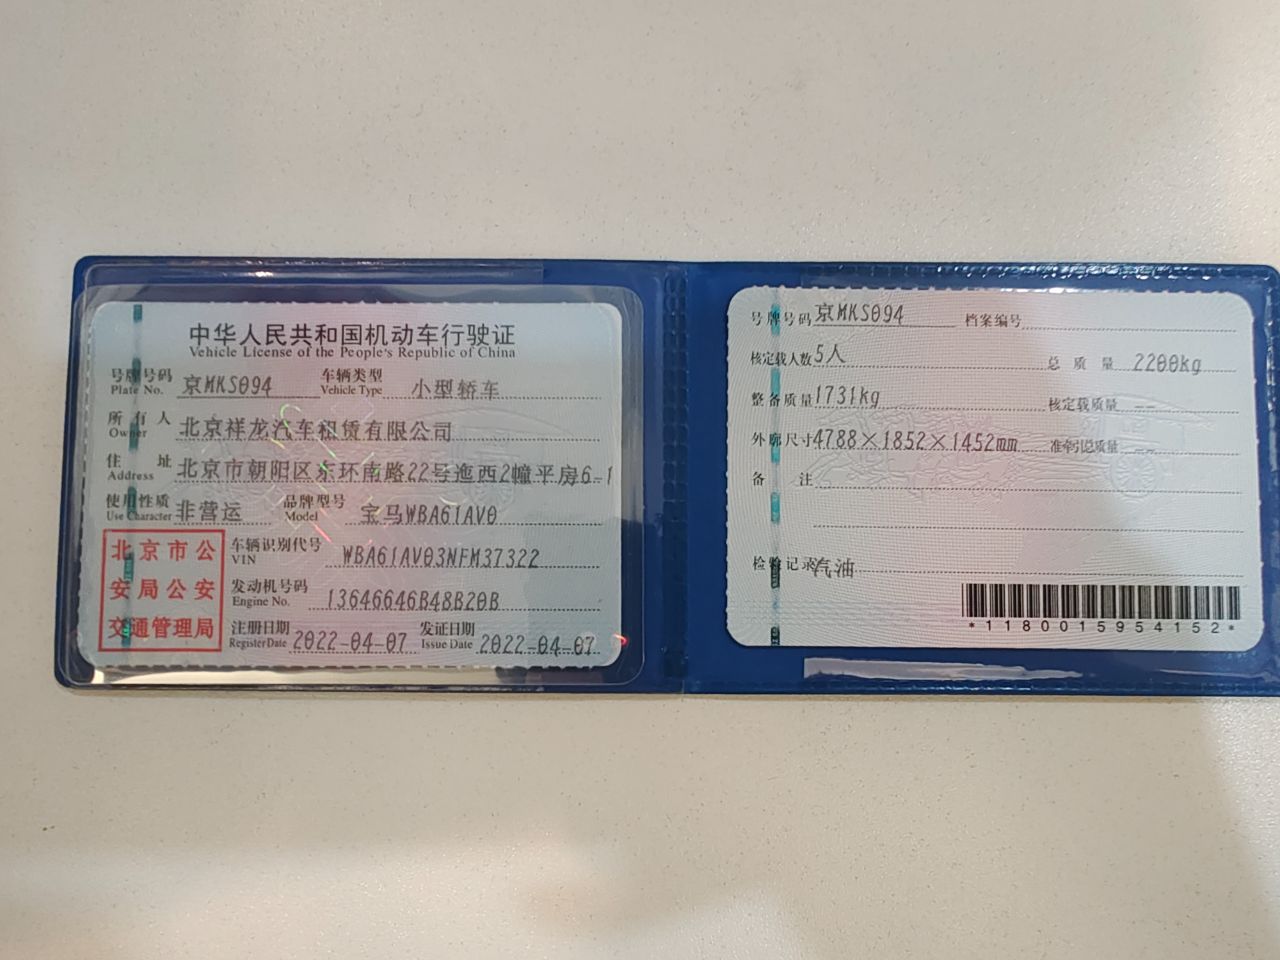 中华人民共和国机动车行驶证
Vehicle License of the People's Republic of China
号牌号码 京MKS094 车辆类型 小型轿车
Plate No. Vehicle Type
所有人 北京祥龙汽车租赁有限公司
Owner
住址 北京市朝阳区东环南路22号迤西2幢平房6-1
Address
使用性质 非营运 品牌型号 宝马WBA61AV0
Use Character Model
北京市公
安局公安
交通管理局
车辆识别代号 WBA61AV03NFM37322
VIN
发动机号码 13646646B48B20B
Engine No.
注册日期 2022-04-07 发证日期 2022-04-07
Register Date Issue Date
号牌号码 京MKS094 档案编号
核定载人数 5人 总质量 2200kg
整备质量 1731kg 核定载质量 --
外廓尺寸 4788×1852×1452mm 准牵引总质量 --
备注
检验记录 汽油
*1180015954152*